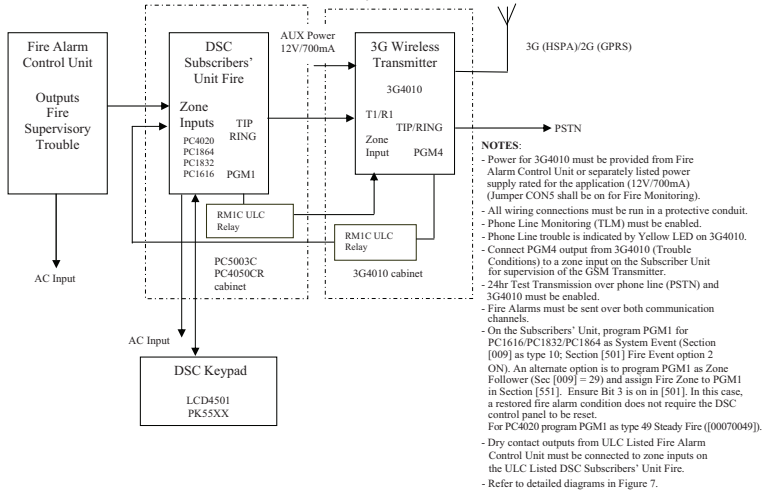 Fire Alarm
Control Unit
Outputs
Fire
Supervisory
Trouble
AC Input
DSC
Subscribers'
Unit Fire
Zone
Inputs
TIP
RING
PC4020
PC1864
PC1832
PC1616
PGM1
RM1C ULC
Relay
PC5003C
PC4050CR
cabinet
AC Input
DSC Keypad
LCD4501
PK55XX
AUX Power
12V/700mA
3G Wireless
Transmitter
3G4010
T1/R1
TIP/RING
Zone
Input
PGM4
RM1C ULC
Relay
3G4010 cabinet
3G (HSPA)/2G (GPRS)
PSTN
NOTES:
- Power for 3G4010 must be provided from Fire
Alarm Control Unit or separately listed power
supply rated for the application (12V/700mA)
(Jumper CON5 shall be on for Fire Monitoring).
- All wiring connections must be run in a protective conduit.
- Phone Line Monitoring (TLM) must be enabled.
- Phone Line trouble is indicated by Yellow LED on 3G4010.
- Connect PGM4 output from 3G4010 (Trouble
Conditions) to a zone input on the Subscriber Unit
for supervision of the GSM Transmitter.
- 24hr Test Transmission over phone line (PSTN) and
3G4010 must be enabled.
- Fire Alarms must be sent over both communication
channels.
- On the Subscribers' Unit, program PGM1 for
PC1616/PC1832/PC1864 as System Event (Section
[009] as type 10; Section [501] Fire Event option 2
ON). An alternate option is to program PGM1 as Zone
Follower (Sec [009] = 29) and assign Fire Zone to PGM1
in Section [551]. Ensure Bit 3 is on in [501]. In this case,
a restored fire alarm condition does not require the DSC
control panel to be reset.
For PC4020 program PGM1 as type 49 Steady Fire ([00070049]).
- Dry contact outputs from ULC Listed Fire Alarm
Control Unit must be connected to zone inputs on
the ULC Listed DSC Subscribers' Unit Fire.
- Refer to detailed diagrams in Figure 7.